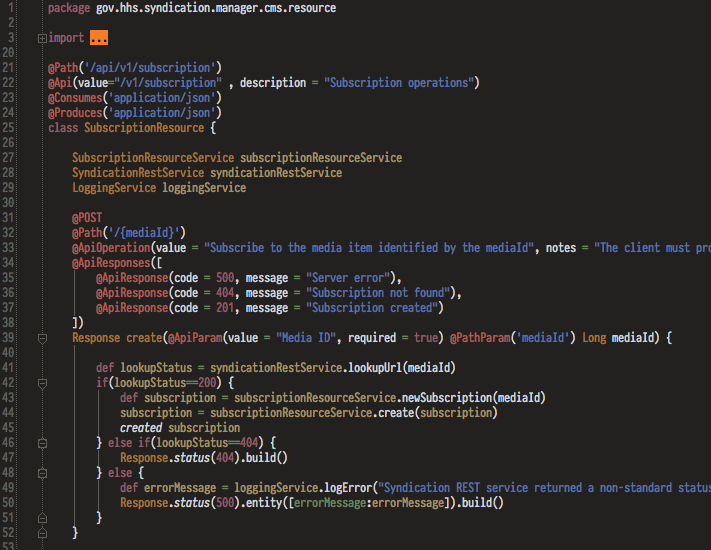 1 package gov.hhs.syndication.manager.cms.resource
2
3 import ...
20
21 @Path('/api/v1/subscription')
22 @Api(value="/v1/subscription" , description = "Subscription operations")
23 @Consumes('application/json')
24 @Produces('application/json')
25 class SubscriptionResource {
26
27 SubscriptionResourceService subscriptionResourceService
28 SyndicationRestService syndicationRestService
29 LoggingService loggingService
30
31 @POST
32 @Path('/{mediaId}')
33 @ApiOperation(value = "Subscribe to the media item identified by the mediaId", notes = "The client must pro
34 @ApiResponses([
35 @ApiResponse(code = 500, message = "Server error"),
36 @ApiResponse(code = 404, message = "Subscription not found"),
37 @ApiResponse(code = 201, message = "Subscription created")
38 ])
39 Response create(@ApiParam(value = "Media ID", required = true) @PathParam('mediaId') Long mediaId) {
40
41 def lookupStatus = syndicationRestService.lookupUrl(mediaId)
42 if(lookupStatus==200) {
43 def subscription = subscriptionResourceService.newSubscription(mediaId)
44 subscription = subscriptionResourceService.create(subscription)
45 created subscription
46 } else if(lookupStatus==404) {
47 Response.status(404).build()
48 } else {
49 def errorMessage = loggingService.logError("Syndication REST service returned a non-standard status
50 Response.status(500).entity([errorMessage:errorMessage]).build()
51 }
52 }
53